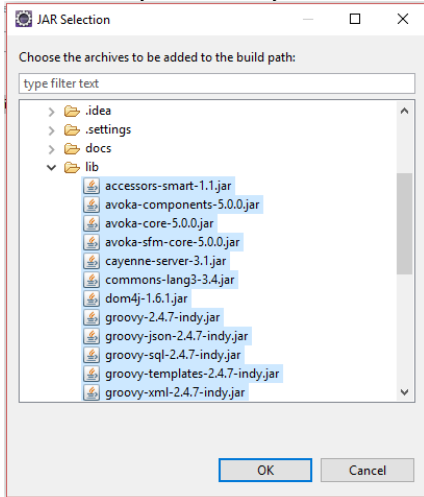 JAR Selection
Choose the archives to be added to the build path:
type filter text
.idea
.settings
docs
lib
accessors-smart-1.1.jar
avoka-components-5.0.0.jar
avoka-core-5.0.0.jar
avoka-sfm-core-5.0.0.jar
cayenne-server-3.1.jar
commons-lang3-3.4.jar
dom4j-1.6.1.jar
groovy-2.4.7-indy.jar
groovy-json-2.4.7-indy.jar
groovy-sql-2.4.7-indy.jar
groovy-templates-2.4.7-indy.jar
groovy-xml-2.4.7-indy.jar
OK Cancel